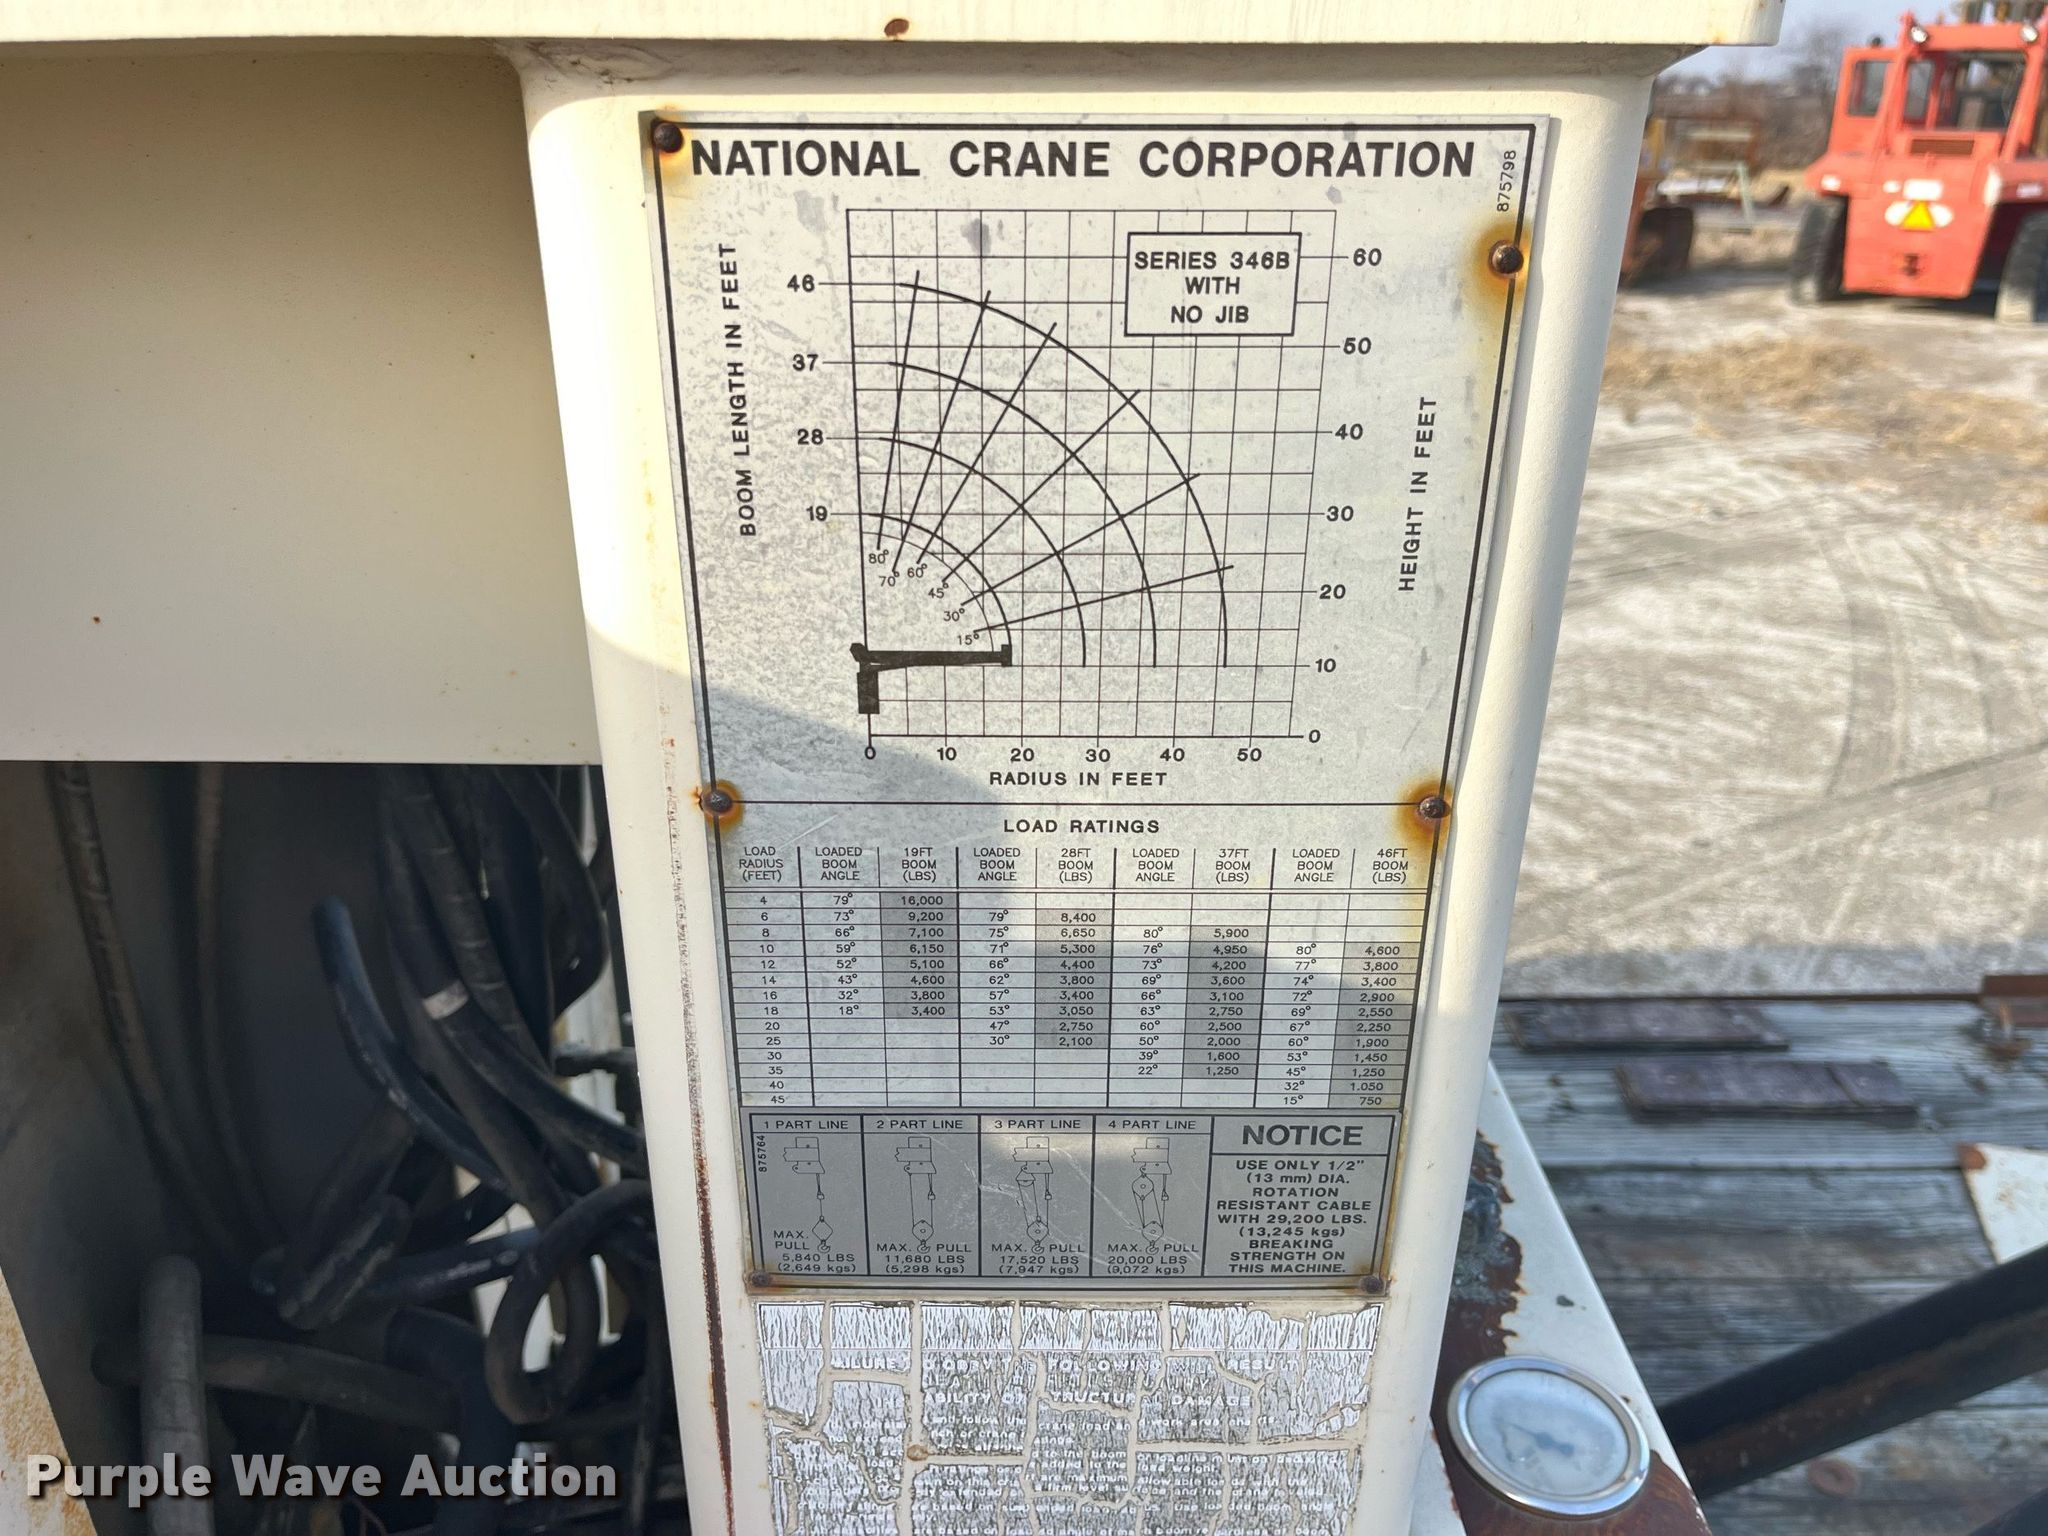 NATIONAL CRANE CORPORATION
875798
BOOM LENGTH IN FEET
SERIES 346B
WITH
NO JIB
46
37
28
19
80°
70°
60°
45°
30°
15°
60
50
40
30
20
10
0
HEIGHT IN FEET
0 10 20 30 40 50
RADIUS IN FEET
LOAD RATINGS
LOAD RADIUS (FEET) LOADED BOOM ANGLE 19FT BOOM (LBS) LOADED BOOM ANGLE 28FT BOOM (LBS) LOADED BOOM ANGLE 37FT BOOM (LBS) LOADED BOOM ANGLE 46FT BOOM (LBS)
4 79° 16,000
6 73° 9,200 79° 8,400
8 66° 7,100 75° 6,650 80° 5,900
10 59° 6,150 71° 5,300 76° 4,950 80° 4,600
12 52° 5,100 66° 4,400 73° 4,200 77° 3,800
14 43° 4,600 62° 3,800 69° 3,600 74° 3,400
16 32° 3,800 57° 3,400 66° 3,100 72° 2,900
18 18° 3,400 53° 3,050 63° 2,750 69° 2,550
20 47° 2,750 60° 2,500 67° 2,250
25 30° 2,100 50° 2,000 60° 1,900
30 39° 1,600 53° 1,450
35 22° 1,250 45° 1,250
40 32° 1.050
45 15° 750
875764
1 PART LINE
MAX.
PULL
5,840 LBS
(2,649 kgs)
2 PART LINE
MAX. PULL
11,680 LBS
(5,298 kgs)
3 PART LINE
MAX. PULL
17,520 LBS
(7,947 kgs)
4 PART LINE
MAX. PULL
20,000 LBS
(9,072 kgs)
NOTICE
USE ONLY 1/2"
(13 mm) DIA.
ROTATION
RESISTANT CABLE
WITH 29,200 LBS.
(13,245 kgs)
BREAKING
STRENGTH ON
THIS MACHINE.
FOLLOWING RESULT
DAMAGE
and follow the crane load and work area
Purple Wave Auction